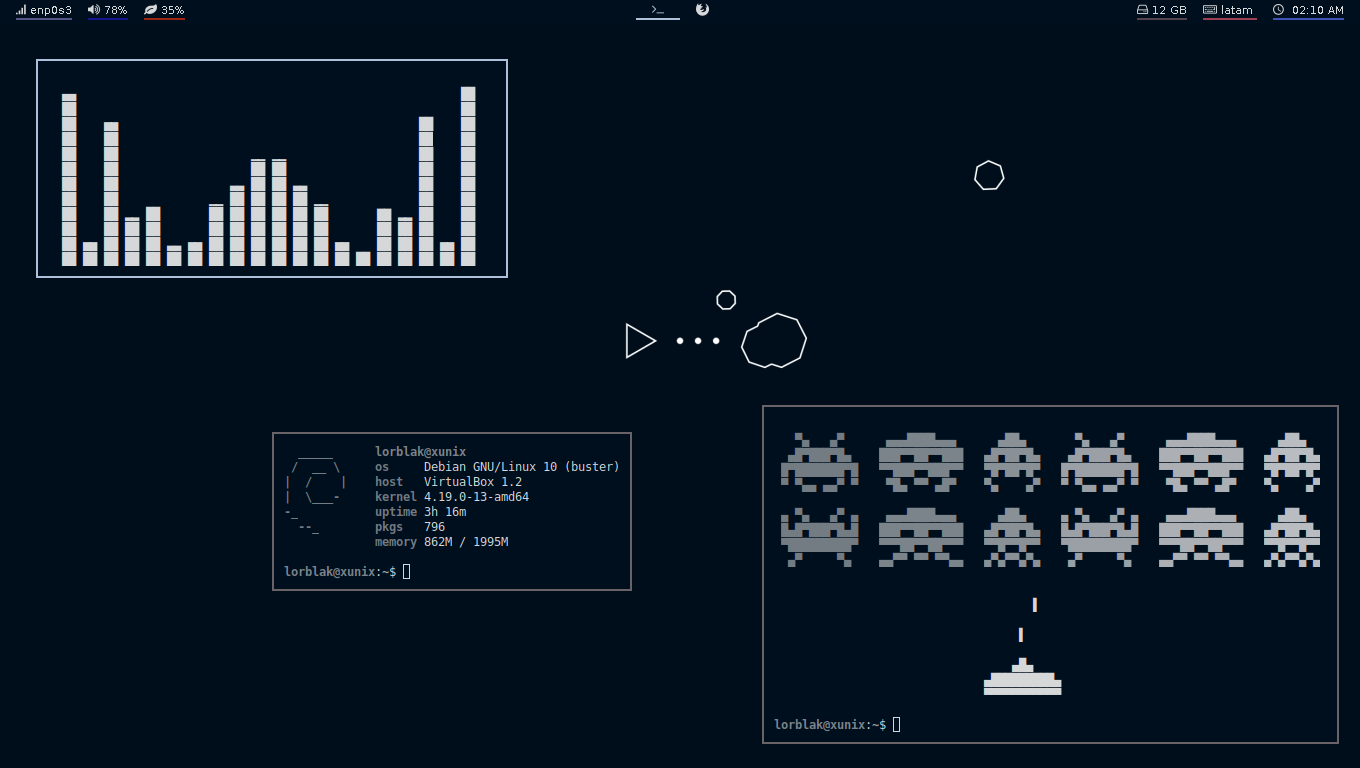 enp0s3 78% 35% >_ 12 GB latam 02:10 AM
lorblak@xunix
os Debian GNU/Linux 10 (buster)
host VirtualBox 1.2
kernel 4.19.0-13-amd64
uptime 3h 16m
pkgs 796
memory 862M / 1995M
lorblak@xunix:~$
lorblak@xunix:~$